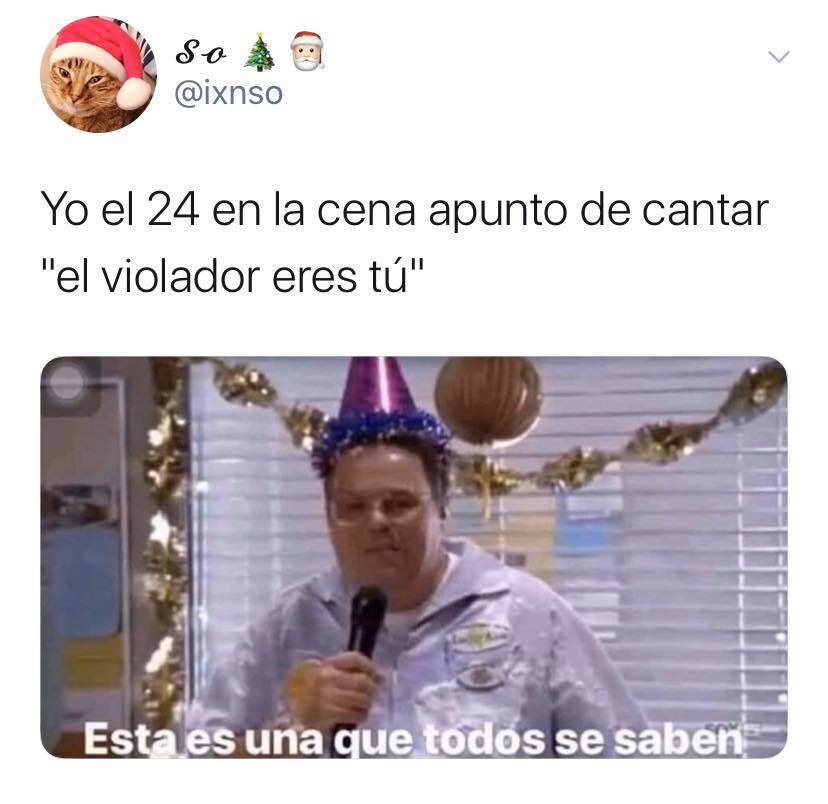 So 🎄 🎅🏻
@ixnso
Yo el 24 en la cena apunto de cantar
"el violador eres tú"
Esta es una que todos se saben